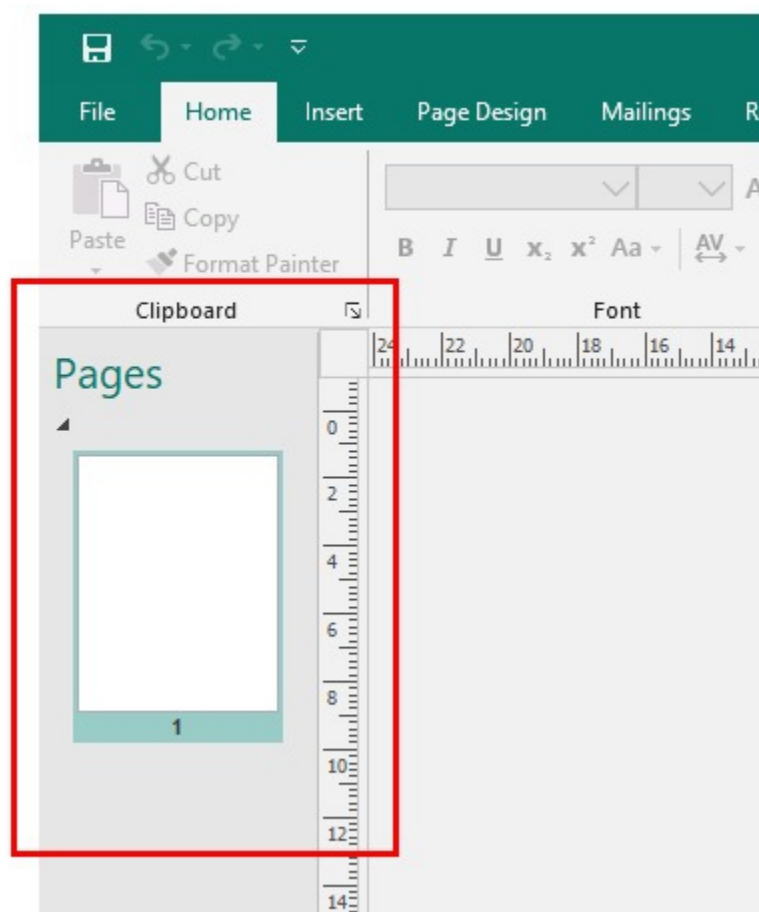 File Home Insert Page Design Mailings R
Cut
Copy
Paste
Format Painter
A
B I U x₂ x² Aa AV
Clipboard Font
Pages
24 22 20 18 16 14
0
2
4
6
8
1
10
12
14